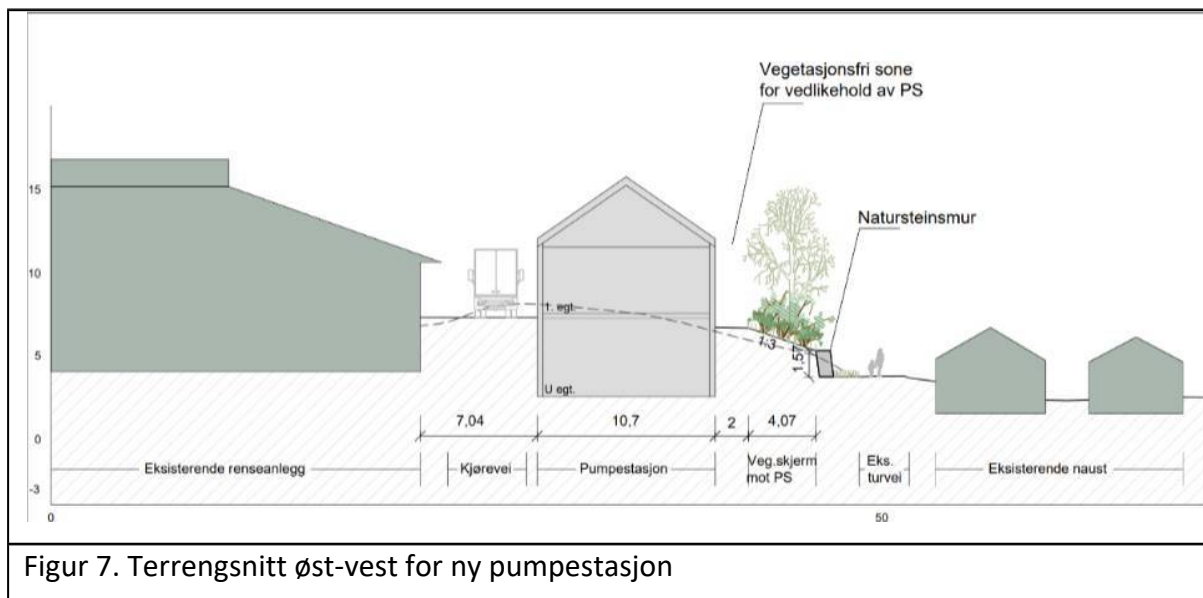 Vegetasjonsfri sone
for vedlikehold av PS
Natursteinsmur
15
10
5
0
-3
1. egt.
U egt.
1:3
1,57
7,04
10,7
2
4,07
Eksisterende renseanlegg
Kjørevei
Pumpestasjon
Veg.skjerm
mot PS
Eks.
turvei
Eksisterende naust
0
50
Figur 7. Terrengsnitt øst-vest for ny pumpestasjon